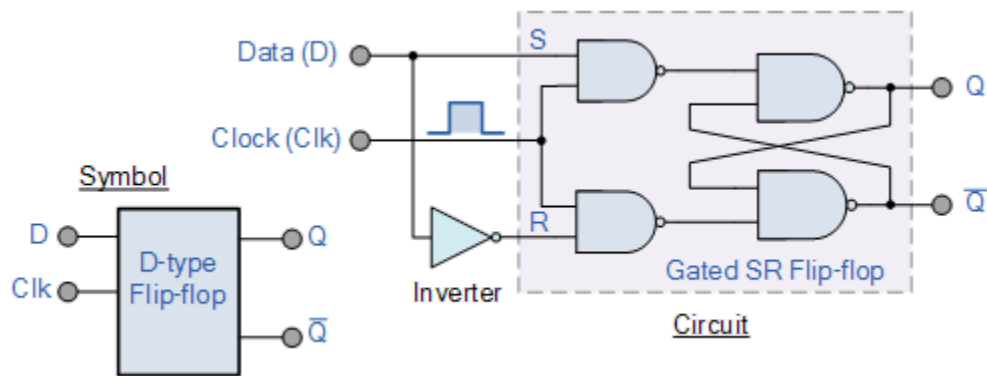 Data (D)
S
Q
Clock (Clk)
Symbol
R
Q̅
D
Q
D-type
Flip-flop
Clk
Inverter
Gated SR Flip-flop
Q̅
Circuit